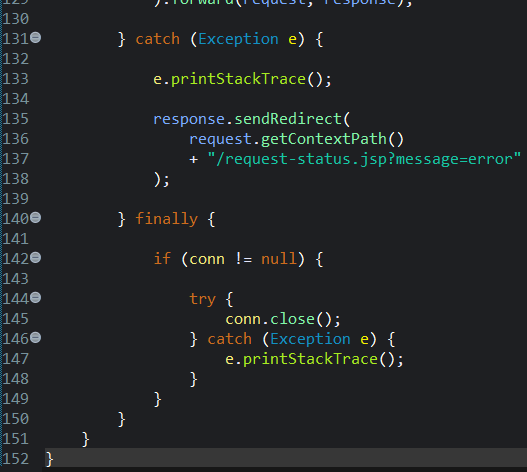 129 ).forward(request, response);
130
131 } catch (Exception e) {
132
133 e.printStackTrace();
134
135 response.sendRedirect(
136 request.getContextPath()
137 + "/request-status.jsp?message=error"
138 );
139
140 } finally {
141
142 if (conn != null) {
143
144 try {
145 conn.close();
146 } catch (Exception e) {
147 e.printStackTrace();
148 }
149 }
150 }
151 }
152 }